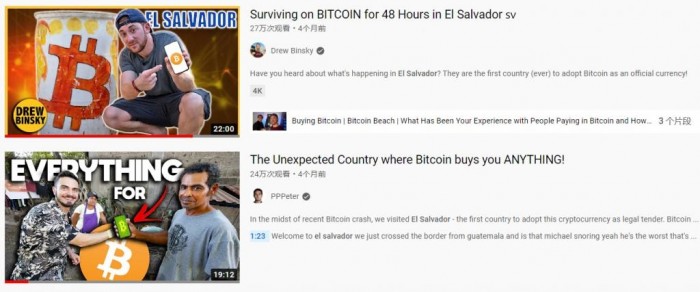 EL SALVADOR
DREW
BINSKY
22:00
Surviving on BITCOIN for 48 Hours in El Salvador SV
27万次观看 • 4个月前
Drew Binsky
Have you heard about what's happening in El Salvador? They are the first country (ever) to adopt Bitcoin as an official currency!
4K
Buying Bitcoin | Bitcoin Beach | What Has Been Your Experience with People Paying in Bitcoin and How... 3 个片段
EVERYTHING
FOR
19:12
The Unexpected Country where Bitcoin buys you ANYTHING!
24万次观看 • 4个月前
PPPeter
In the midst of recent Bitcoin crash, we visited El Salvador - the first country to adopt this cryptocurrency as legal tender. Bitcoin ...
1:23 Welcome to el salvador we just crossed the border from guatemala and is that michael snoring yeah he's the worst that's ...